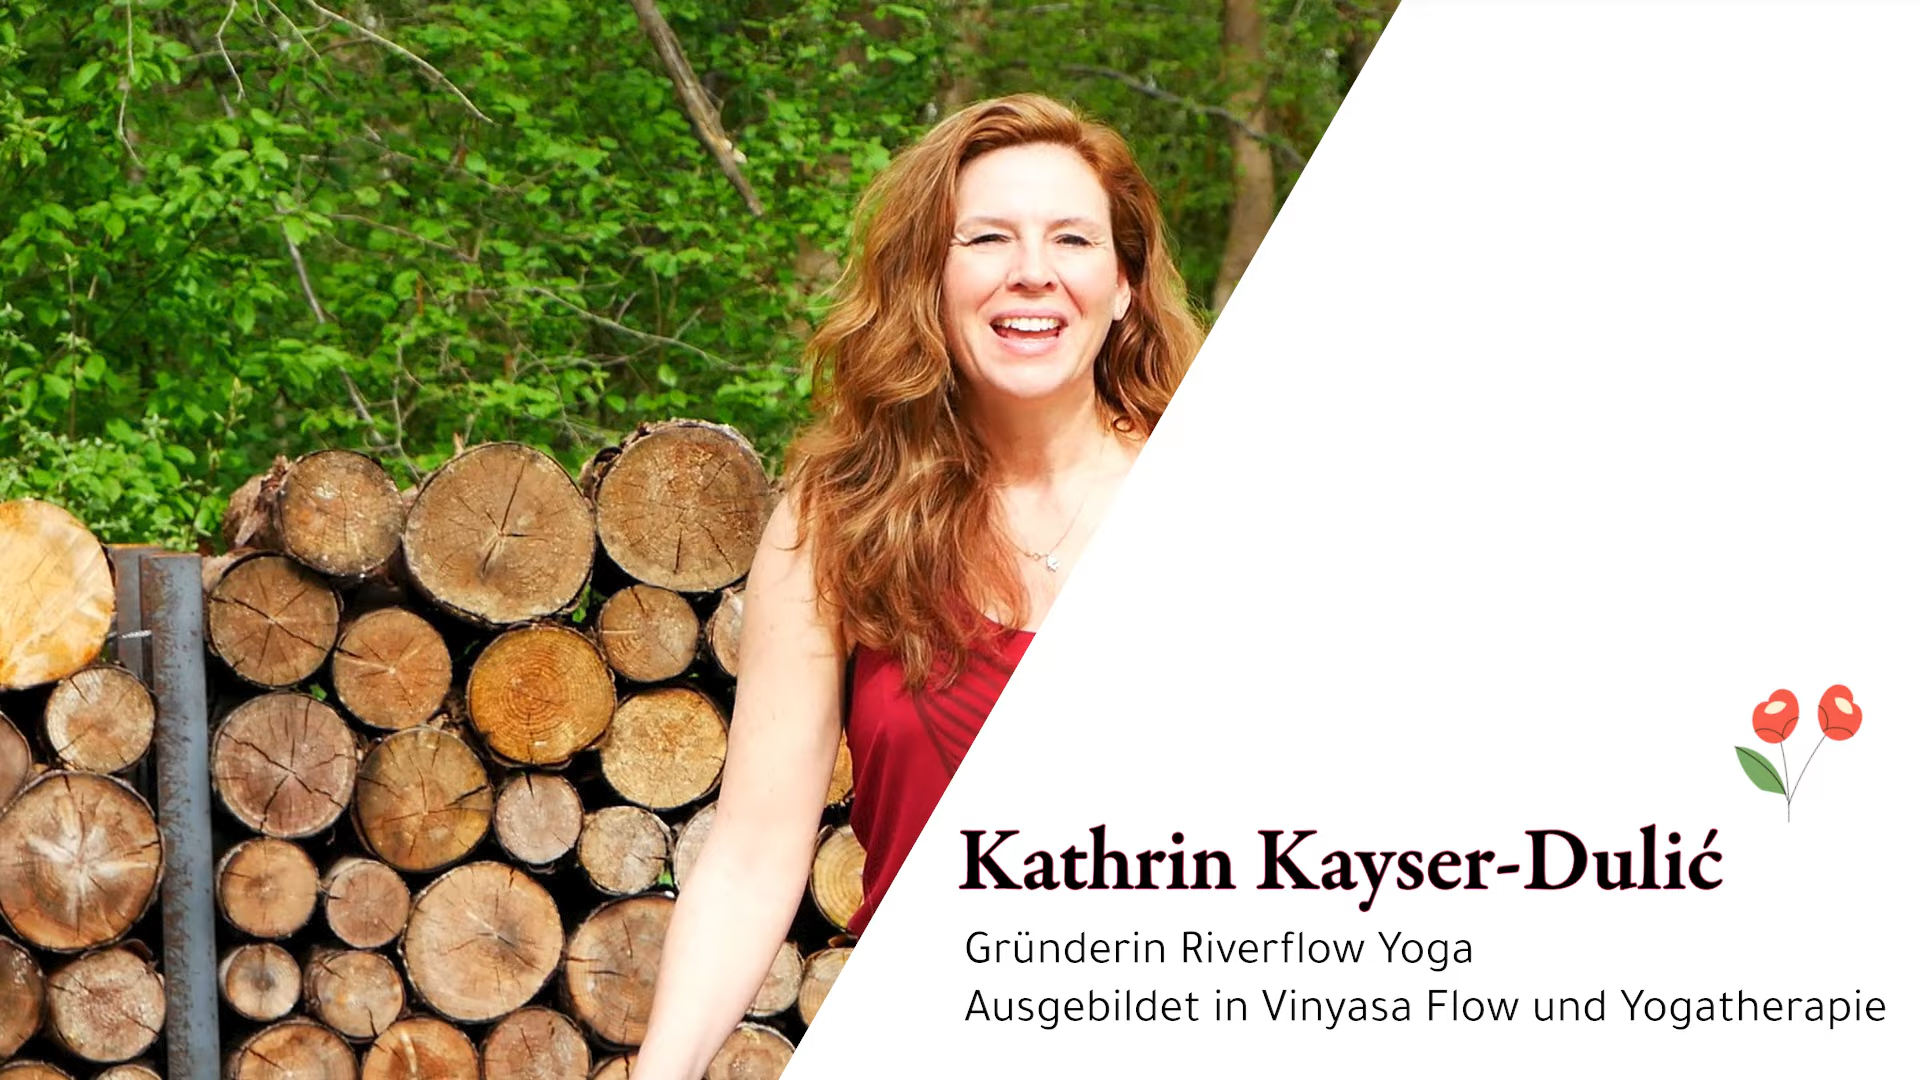 Kathrin Kayser-Dulić
Gründerin Riverflow Yoga
Ausgebildet in Vinyasa Flow und Yogatherapie